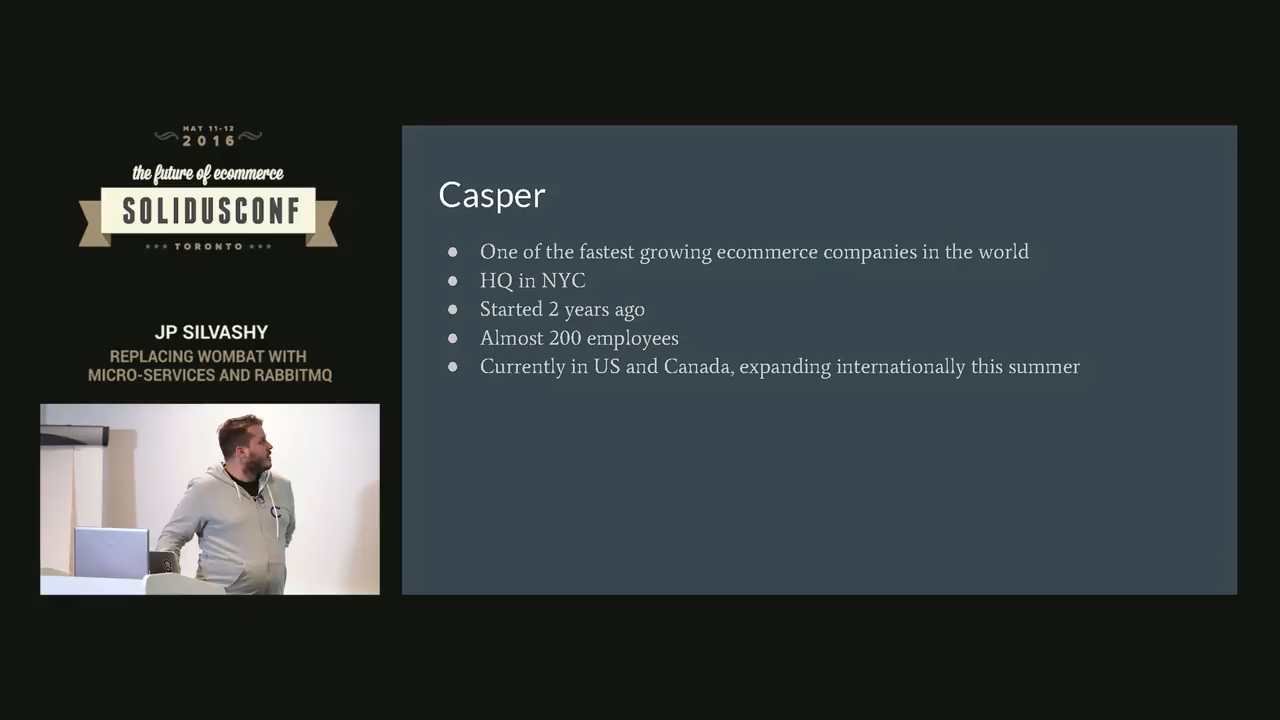 MAY 11-12
2016
the future of ecommerce
SOLIDUSCONF
TORONTO
JP SILVASHY
REPLACING WOMBAT WITH
MICRO-SERVICES AND RABBITMQ
Casper
One of the fastest growing ecommerce companies in the world
HQ in NYC
Started 2 years ago
Almost 200 employees
Currently in US and Canada, expanding internationally this summer